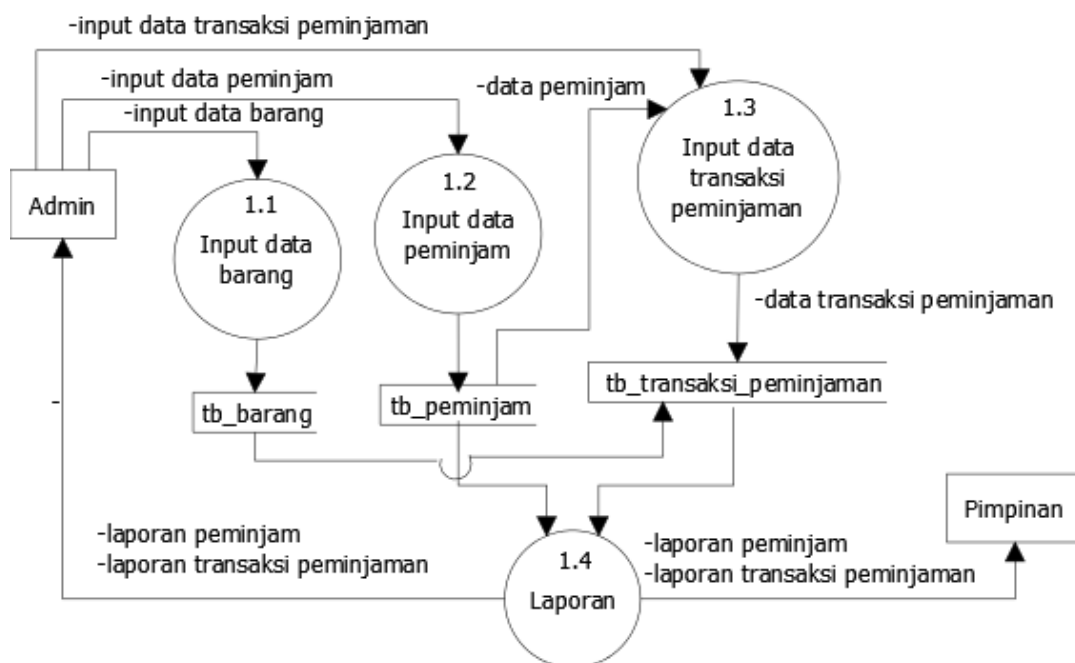 -input data transaksi peminjaman
-input data peminjam
-data peminjam
-input data barang
Admin
1.1
Input data
barang
1.2
Input data
peminjam
1.3
Input data
transaksi
peminjaman
-data transaksi peminjaman
tb_barang
tb_peminjam
tb_transaksi_peminjaman
-
-laporan peminjam
-laporan transaksi peminjaman
1.4
Laporan
-laporan peminjam
-laporan transaksi peminjaman
Pimpinan